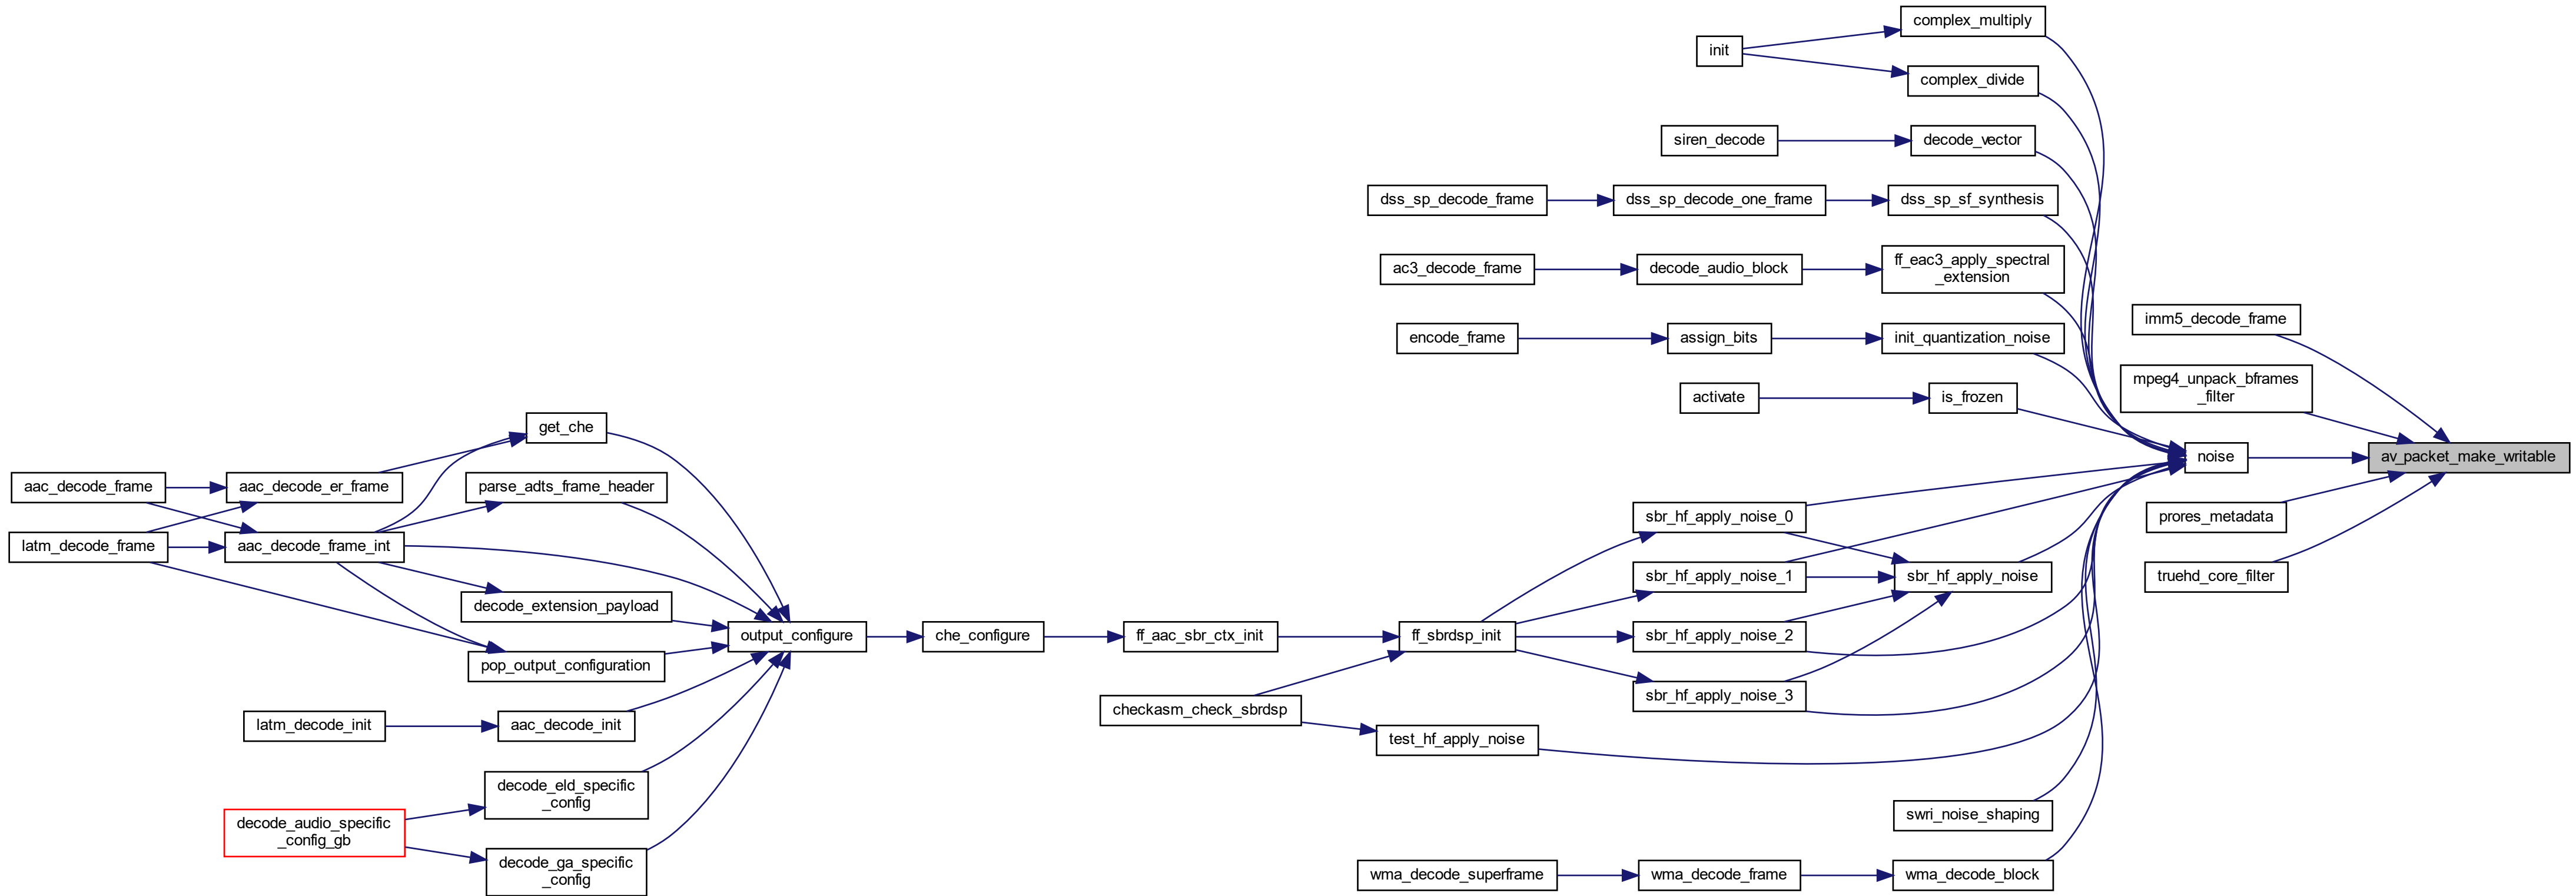 complex_multiply
init
complex_divide
siren_decode
decode_vector
dss_sp_decode_frame
dss_sp_decode_one_frame
dss_sp_sf_synthesis
ac3_decode_frame
decode_audio_block
ff_eac3_apply_spectral
_extension
imm5_decode_frame
encode_frame
assign_bits
init_quantization_noise
mpeg4_unpack_bframes
_filter
activate
is_frozen
get_che
noise
av_packet_make_writable
aac_decode_frame
aac_decode_er_frame
parse_adts_frame_header
sbr_hf_apply_noise_0
prores_metadata
latm_decode_frame
aac_decode_frame_int
sbr_hf_apply_noise_1
sbr_hf_apply_noise
truehd_core_filter
decode_extension_payload
output_configure
che_configure
ff_aac_sbr_ctx_init
ff_sbrdsp_init
sbr_hf_apply_noise_2
pop_output_configuration
sbr_hf_apply_noise_3
checkasm_check_sbrdsp
latm_decode_init
aac_decode_init
test_hf_apply_noise
decode_eld_specific
_config
swri_noise_shaping
decode_audio_specific
_config_gb
decode_ga_specific
_config
wma_decode_superframe
wma_decode_frame
wma_decode_block